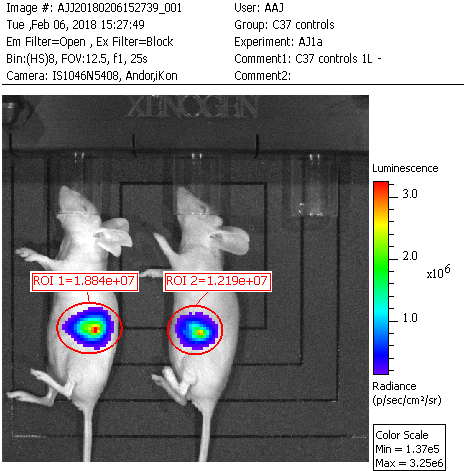 Image #: AJJ20180206152739_001
User: AAJ
Tue ,Feb 06, 2018 15:27:49
Group: C37 controls
Em Filter=Open , Ex Filter=Block
Experiment: AJ1a
Bin:(HS)8, FOV:12.5, f1, 25s
Comment1: C37 controls 1L -
Camera: IS1046N5408, Andor,iKon
Comment2:
XENOGEN
Luminescence
ROI 1=1.884e+07
ROI 2=1.219e+07
3.0
2.0
x10⁶
1.0
Radiance
(p/sec/cm²/sr)
Color Scale
Min = 1.37e5
Max = 3.25e6